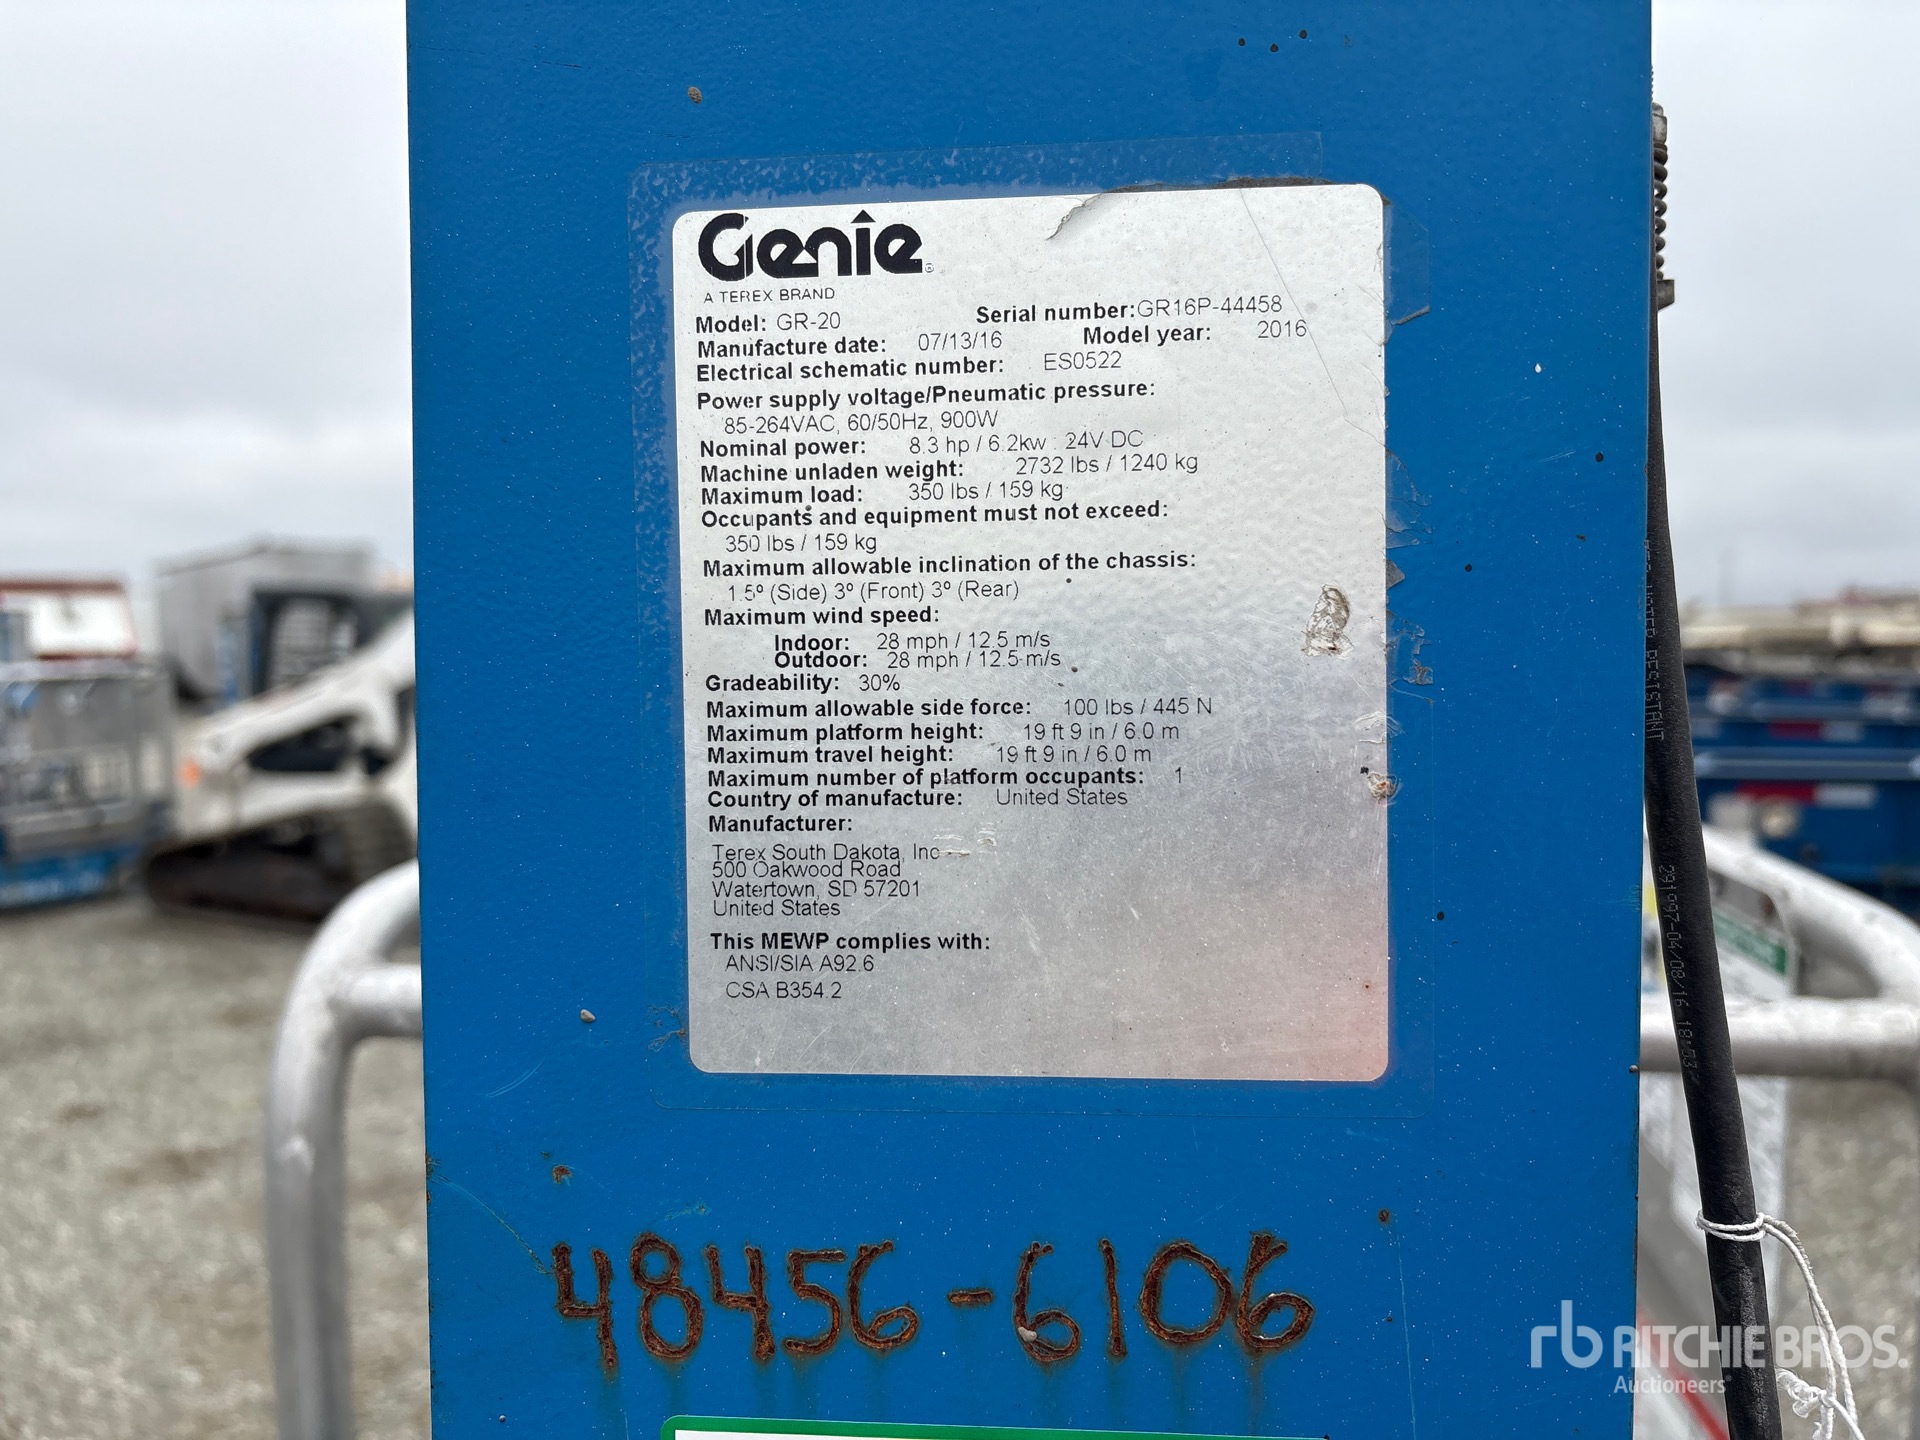 Genie
A TEREX BRAND
Model: GR-20 Serial number:GR16P-44458
Manufacture date: 07/13/16 Model year: 2016
Electrical schematic number: ES0522
Power supply voltage/Pneumatic pressure:
85-264VAC, 60/50Hz, 900W
Nominal power: 8.3 hp / 6.2kw : 24V DC
Machine unladen weight: 2732 lbs / 1240 kg
Maximum load: 350 lbs / 159 kg
Occupants and equipment must not exceed:
350 lbs / 159 kg
Maximum allowable inclination of the chassis:
1.5º (Side) 3º (Front) 3º (Rear)
Maximum wind speed:
Indoor: 28 mph / 12.5 m/s
Outdoor: 28 mph / 12.5 m/s
Gradeability: 30%
Maximum allowable side force: 100 lbs / 445 N
Maximum platform height: 19 ft 9 in / 6.0 m
Maximum travel height: 19 ft 9 in / 6.0 m
Maximum number of platform occupants: 1
Country of manufacture: United States
Manufacturer:
Terex South Dakota, Inc
500 Oakwood Road
Watertown, SD 57201
United States
This MEWP complies with:
ANSI/SIA A92.6
CSA B354.2
48456-6106
RESISTANT
291097-04/08/16 18:03
rb RITCHIE BROS.
Auctioneers